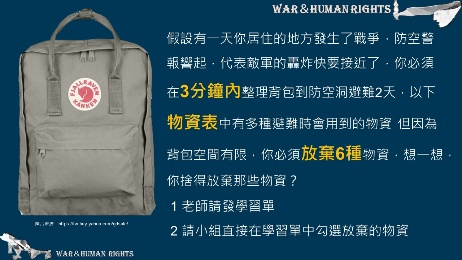 WAR & HUMAN RIGHTS
假設有一天你居住的地方發生了戰爭，防空警
報響起，代表敵軍的轟炸快要接近了，你必須
在3分鐘內整理背包到防空洞避難2天，以下
物資表中有多種避難時會用到的物資 但因為
背包空間有限，你必須放棄6種物資，想一想，
你捨得放棄那些物資？
1 老師請發學習單
2 請小組直接在學習單中勾選放棄的物資
FJÄLLRÄVEN
KÅNKEN
WAR & HUMAN RIGHTS